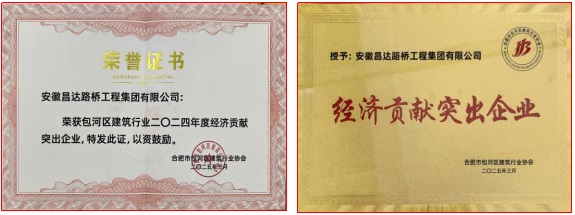 荣誉证书
安徽昌达路桥工程集团有限公司：
荣获包河区建筑行业二〇二四年度经济贡献
突出企业，特发此证，以资鼓励。
合肥市包河区建筑行业协会
二〇二五年三月
授予：安徽昌达路桥工程集团有限公司
经济贡献突出企业
合肥市包河区建筑行业协会
二〇二五年三月